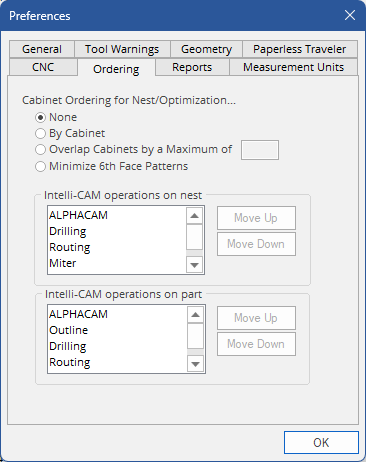 Preferences
General Tool Warnings Geometry Paperless Traveler
CNC Ordering Reports Measurement Units
Cabinet Ordering for Nest/Optimization...
None
By Cabinet
Overlap Cabinets by a Maximum of
Minimize 6th Face Patterns
Intelli-CAM operations on nest
ALPHACAM
Drilling
Routing
Miter
Move Up
Move Down
Intelli-CAM operations on part
ALPHACAM
Outline
Drilling
Routing
Move Up
Move Down
OK